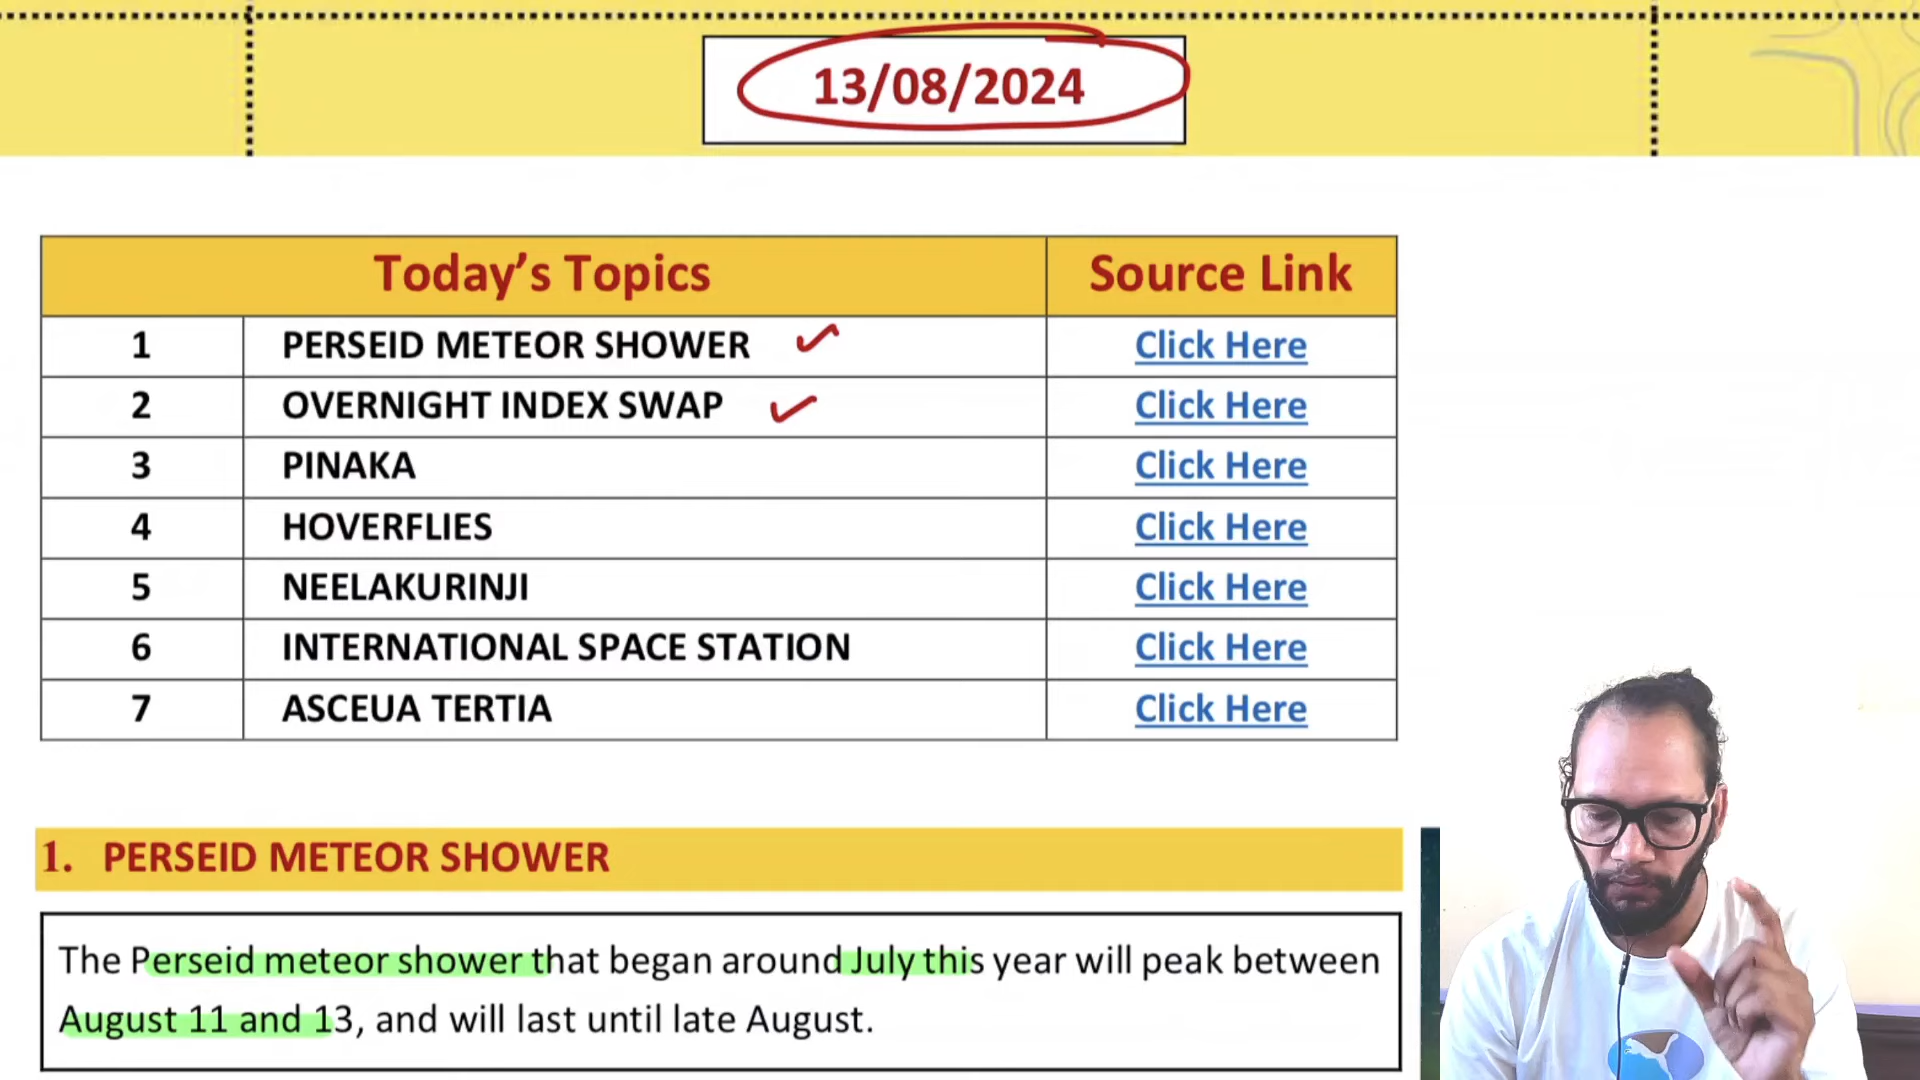 13/08/2024
Today's Topics Source Link
1 PERSEID METEOR SHOWER Click Here
2 OVERNIGHT INDEX SWAP Click Here
3 PINAKA Click Here
4 HOVERFLIES Click Here
5 NEELAKURINJI Click Here
6 INTERNATIONAL SPACE STATION Click Here
7 ASCEUA TERTIA Click Here
1. PERSEID METEOR SHOWER
The Perseid meteor shower that began around July this year will peak between
August 11 and 13, and will last until late August.